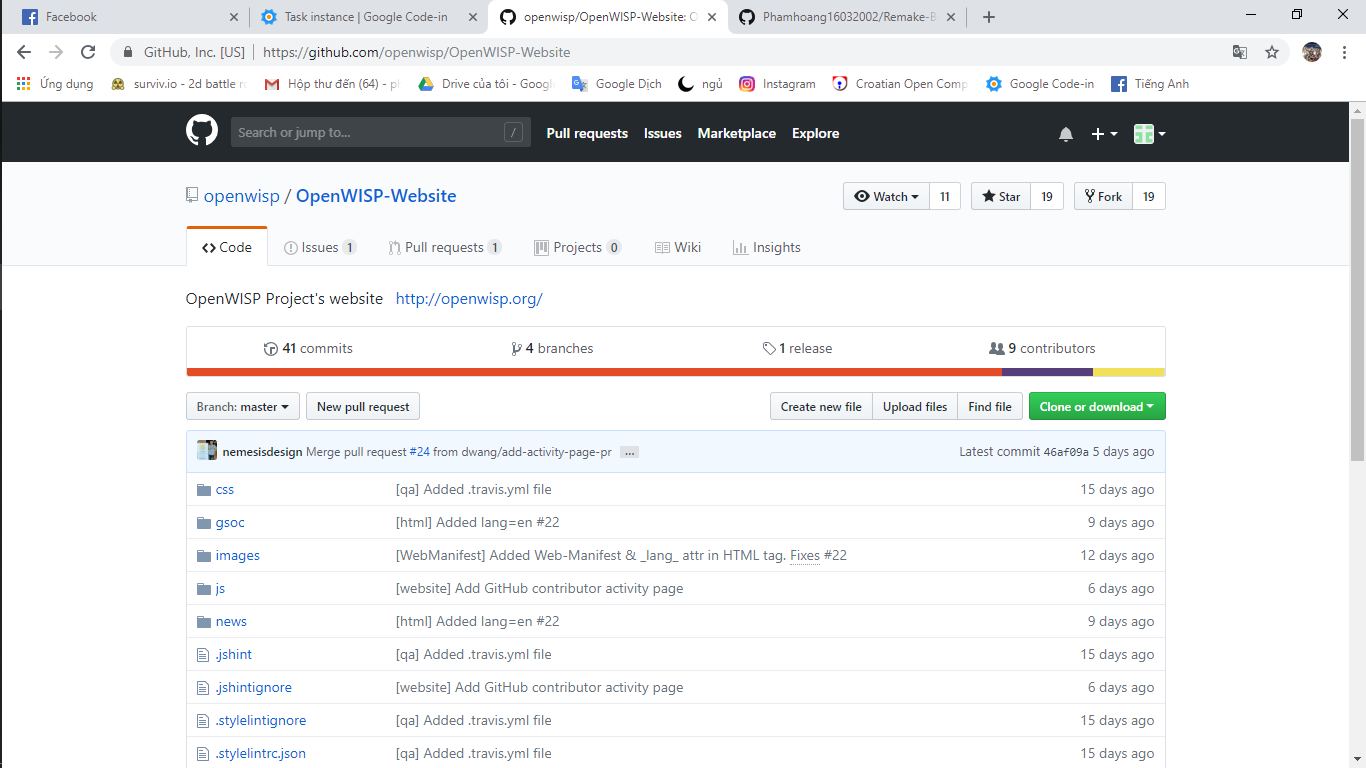 Facebook
Task instance | Google Code-in
openwisp/OpenWISP-Website: O
Phamhoang16032002/Remake-B
GitHub, Inc. [US] | https://github.com/openwisp/OpenWISP-Website
Ứng dụng surviv.io - 2d battle ro Hộp thư đến (64) - ph Drive của tôi - Google Google Dịch ngủ Instagram Croatian Open Comp Google Code-in Tiếng Anh
Search or jump to... / Pull requests Issues Marketplace Explore
openwisp / OpenWISP-Website Watch 11 Star 19 Fork 19
Code Issues 1 Pull requests 1 Projects 0 Wiki Insights
OpenWISP Project's website http://openwisp.org/
41 commits 4 branches 1 release 9 contributors
Branch: master New pull request Create new file Upload files Find file Clone or download
nemesisdesign Merge pull request #24 from dwang/add-activity-page-pr ... Latest commit 46af09a 5 days ago
css [qa] Added .travis.yml file 15 days ago
gsoc [html] Added lang=en #22 9 days ago
images [WebManifest] Added Web-Manifest & _lang_ attr in HTML tag. Fixes #22 12 days ago
js [website] Add GitHub contributor activity page 6 days ago
news [html] Added lang=en #22 9 days ago
.jshint [qa] Added .travis.yml file 15 days ago
.jshintignore [website] Add GitHub contributor activity page 6 days ago
.stylelintignore [qa] Added .travis.yml file 15 days ago
.stylelintrc.json [qa] Added .travis.yml file 15 days ago